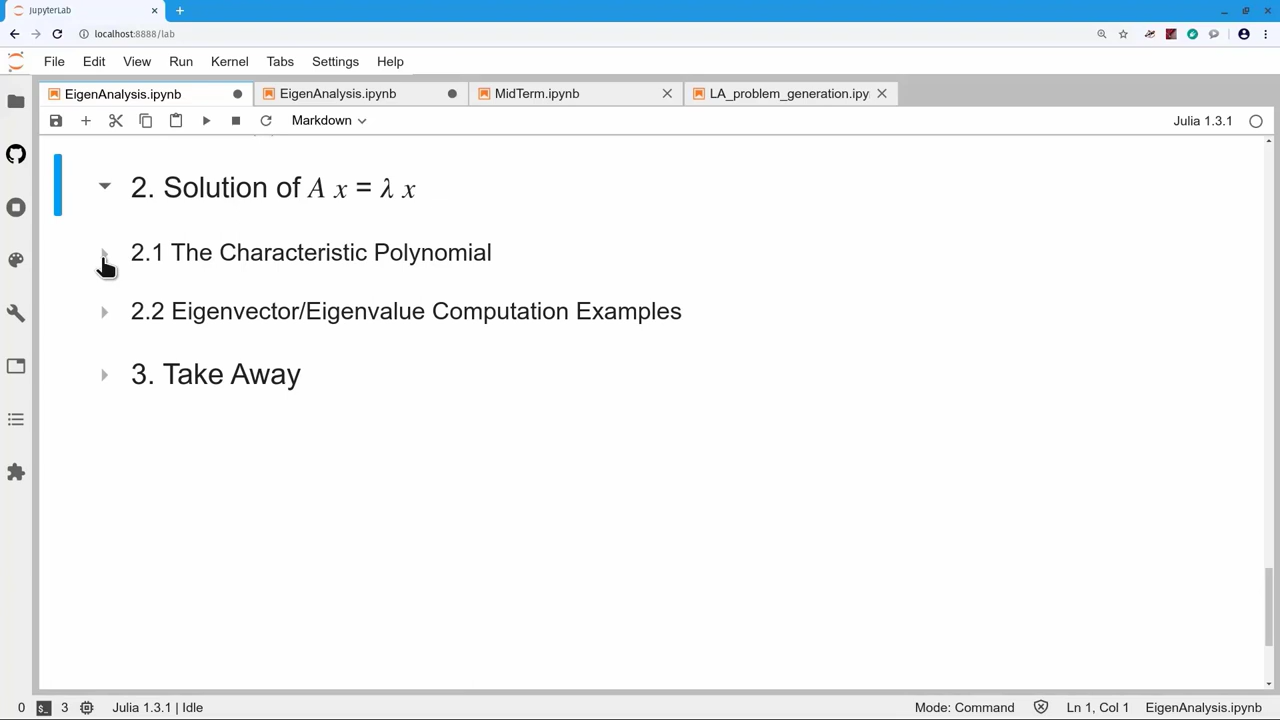 JupyterLab
localhost:8888/lab
File Edit View Run Kernel Tabs Settings Help
EigenAnalysis.ipynb EigenAnalysis.ipynb MidTerm.ipynb LA_problem_generation.ipy
Markdown Julia 1.3.1
2. Solution of A x = λ x
2.1 The Characteristic Polynomial
2.2 Eigenvector/Eigenvalue Computation Examples
3. Take Away
0 3 Julia 1.3.1 | Idle Mode: Command Ln 1, Col 1 EigenAnalysis.ipynb